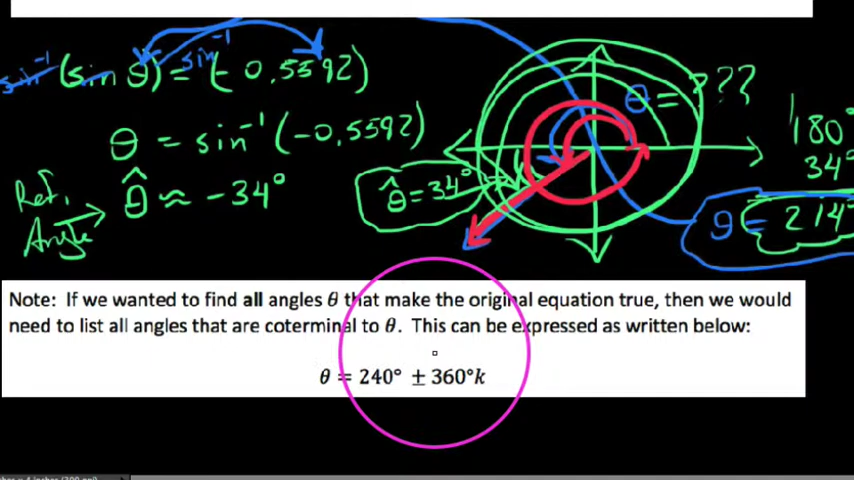 sin⁻¹(sin θ) = sin⁻¹(-0.5592)
θ = sin⁻¹(-0.5592)
Ref. Angle → θ̂ ≈ -34°
θ̂ = 34°
θ = ???
180°
34°
θ = 214°
Note: If we wanted to find all angles θ that make the original equation true, then we would
need to list all angles that are coterminal to θ. This can be expressed as written below:
θ = 240° ± 360°k